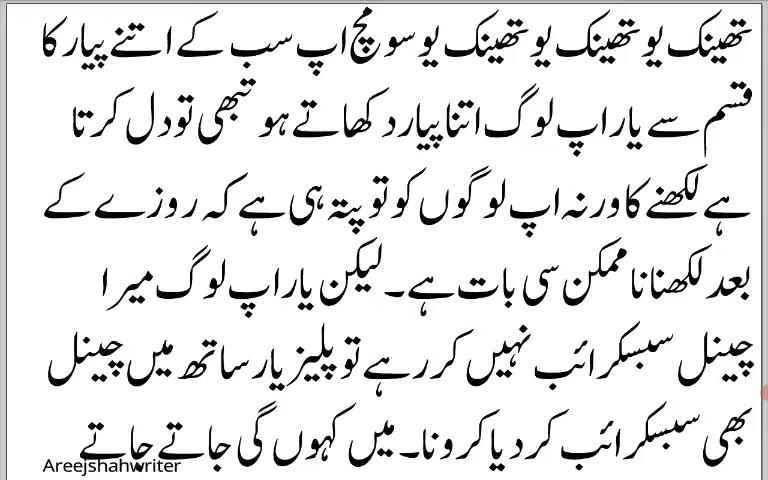 تھینک یو تھینک یو تھینک یو سو مچ اپ سب کے اتنے پیار کا
قسم سے یار اپ لوگ اتنا پیار دکھاتے ہو تبھی تو دل کرتا
ہے لکھنے کا ورنہ اپ لوگوں کو تو پتہ ہی ہے کہ روزے کے
بعد لکھنا ناممکن سی بات ہے۔ لیکن یار اپ لوگ میرا
چینل سبسکرائب نہیں کر رہے تو پلیز یار ساتھ میں چینل
بھی سبسکرائب کر دیا کرو نا۔ میں کہوں گی جاتے جاتے
Areejshahwriter